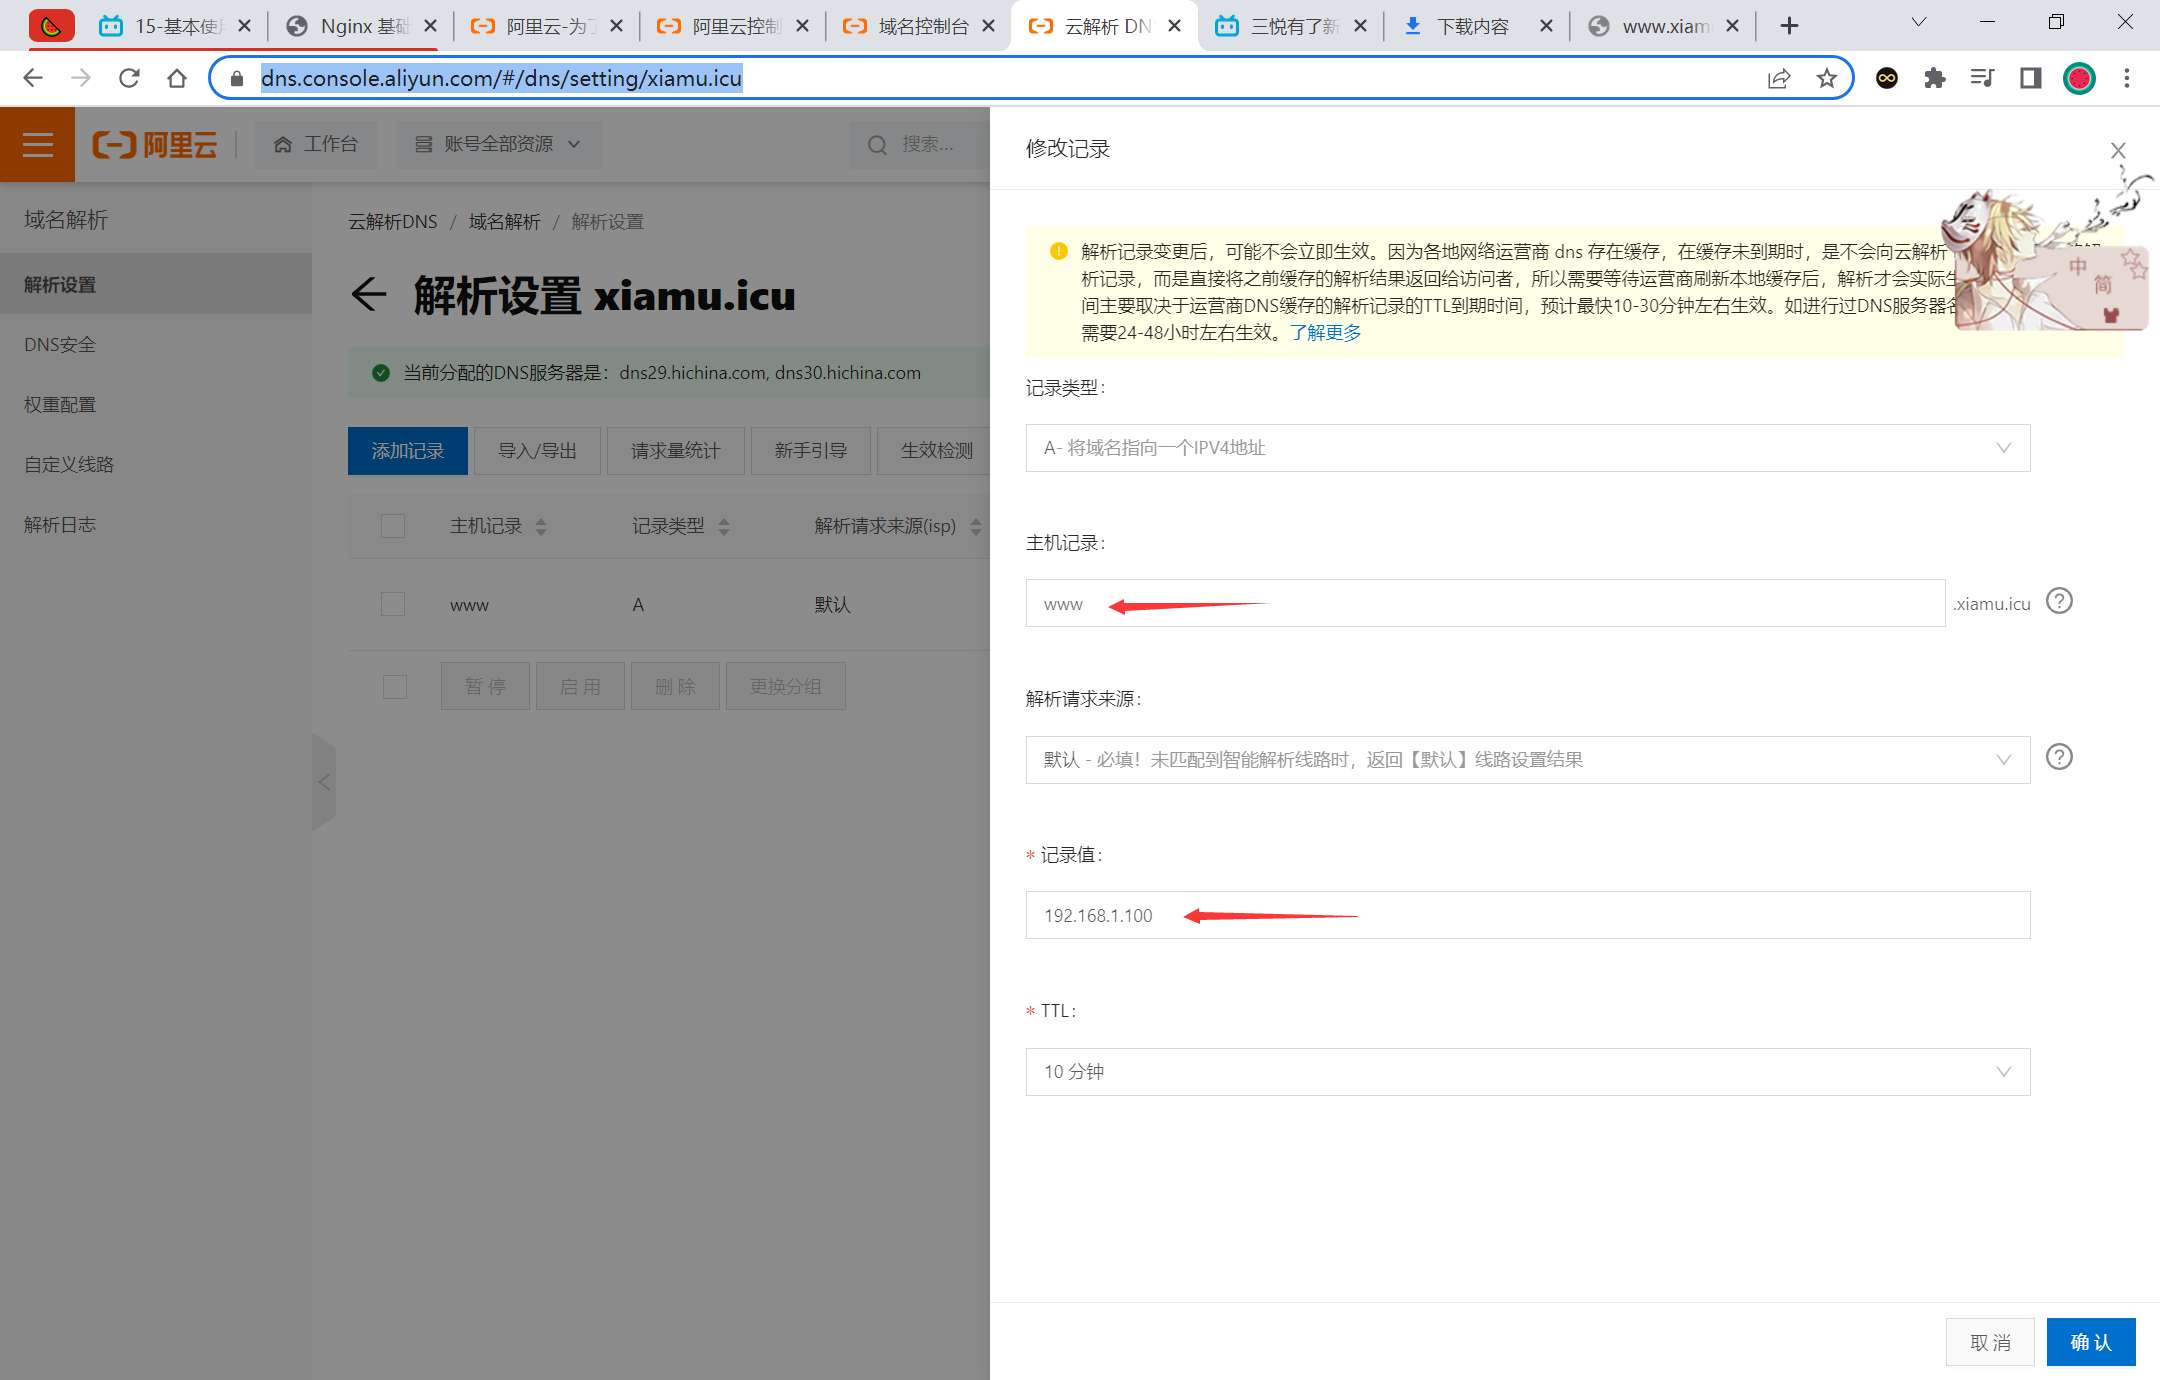 15-基本使用
Nginx 基础
阿里云-为了
阿里云控制
域名控制台
云解析 DN
三悦有了新
下载内容
www.xiam
dns.console.aliyun.com/#/dns/setting/xiamu.icu
阿里云
工作台
账号全部资源
搜索...
域名解析
解析设置
DNS安全
权重配置
自定义线路
解析日志
云解析DNS / 域名解析 / 解析设置
解析设置 xiamu.icu
当前分配的DNS服务器是：dns29.hichina.com, dns30.hichina.com
添加记录
导入/导出
请求量统计
新手引导
生效检测
主机记录
记录类型
解析请求来源(isp)
www
A
默认
暂 停
启 用
删 除
更换分组
修改记录
解析记录变更后，可能不会立即生效。因为各地网络运营商 dns 存在缓存，在缓存未到期时，是不会向云解析
析记录，而是直接将之前缓存的解析结果返回给访问者，所以需要等待运营商刷新本地缓存后，解析才会实际生
间主要取决于运营商DNS缓存的解析记录的TTL到期时间，预计最快10-30分钟左右生效。如进行过DNS服务器名
需要24-48小时左右生效。了解更多
中
简
记录类型：
A- 将域名指向一个IPV4地址
主机记录：
www
.xiamu.icu
解析请求来源：
默认 - 必填！未匹配到智能解析线路时，返回【默认】线路设置结果
* 记录值：
192.168.1.100
* TTL：
10 分钟
取 消
确 认